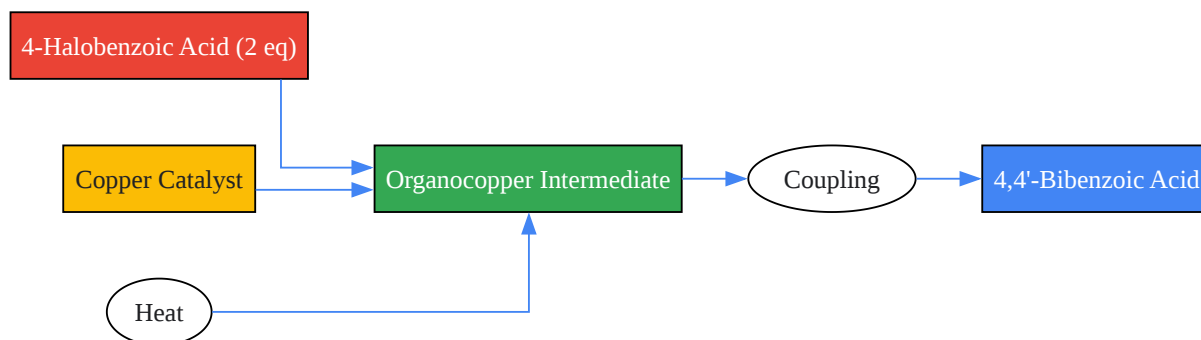 4-Halobenzoic Acid (2 eq)
Copper Catalyst
Organocopper Intermediate
Coupling
4,4'-Bibenzoic Acid
Heat